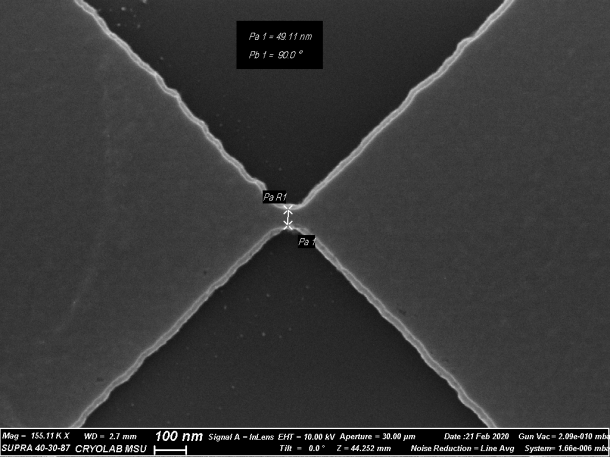 Pa 1 = 49.11 nm
Pb 1 = 90.0 °
Pa R1
Pa 1
Mag = 155.11 K X WD = 2.7 mm 100 nm Signal A = InLens EHT = 10.00 kV Aperture = 30.00 µm Date :21 Feb 2020 Gun Vac= 2.09e-010 mba
SUPRA 40-30-87 CRYOLAB MSU Tilt = 0.0° Z = 44.252 mm Noise Reduction = Line Avg System= 1.66e-006 mba